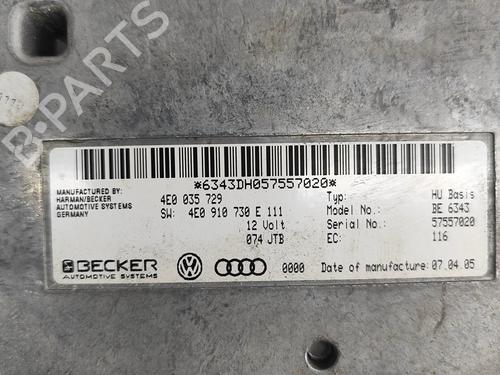 B-PARTS
*6343DH057557020*
MANUFACTURED BY:
HARMAN/BECKER
AUTOMOTIVE SYSTEMS
GERMANY
4E0 035 729
SW: 4E0 910 730 E 111
12 Volt
074 JTB
Typ: HU Basis
Model No.: BE 6343
Serial No.: 57557020
EC: 116
BECKER
AUTOMOTIVE SYSTEMS
0000 Date of manufacture: 07.04.05